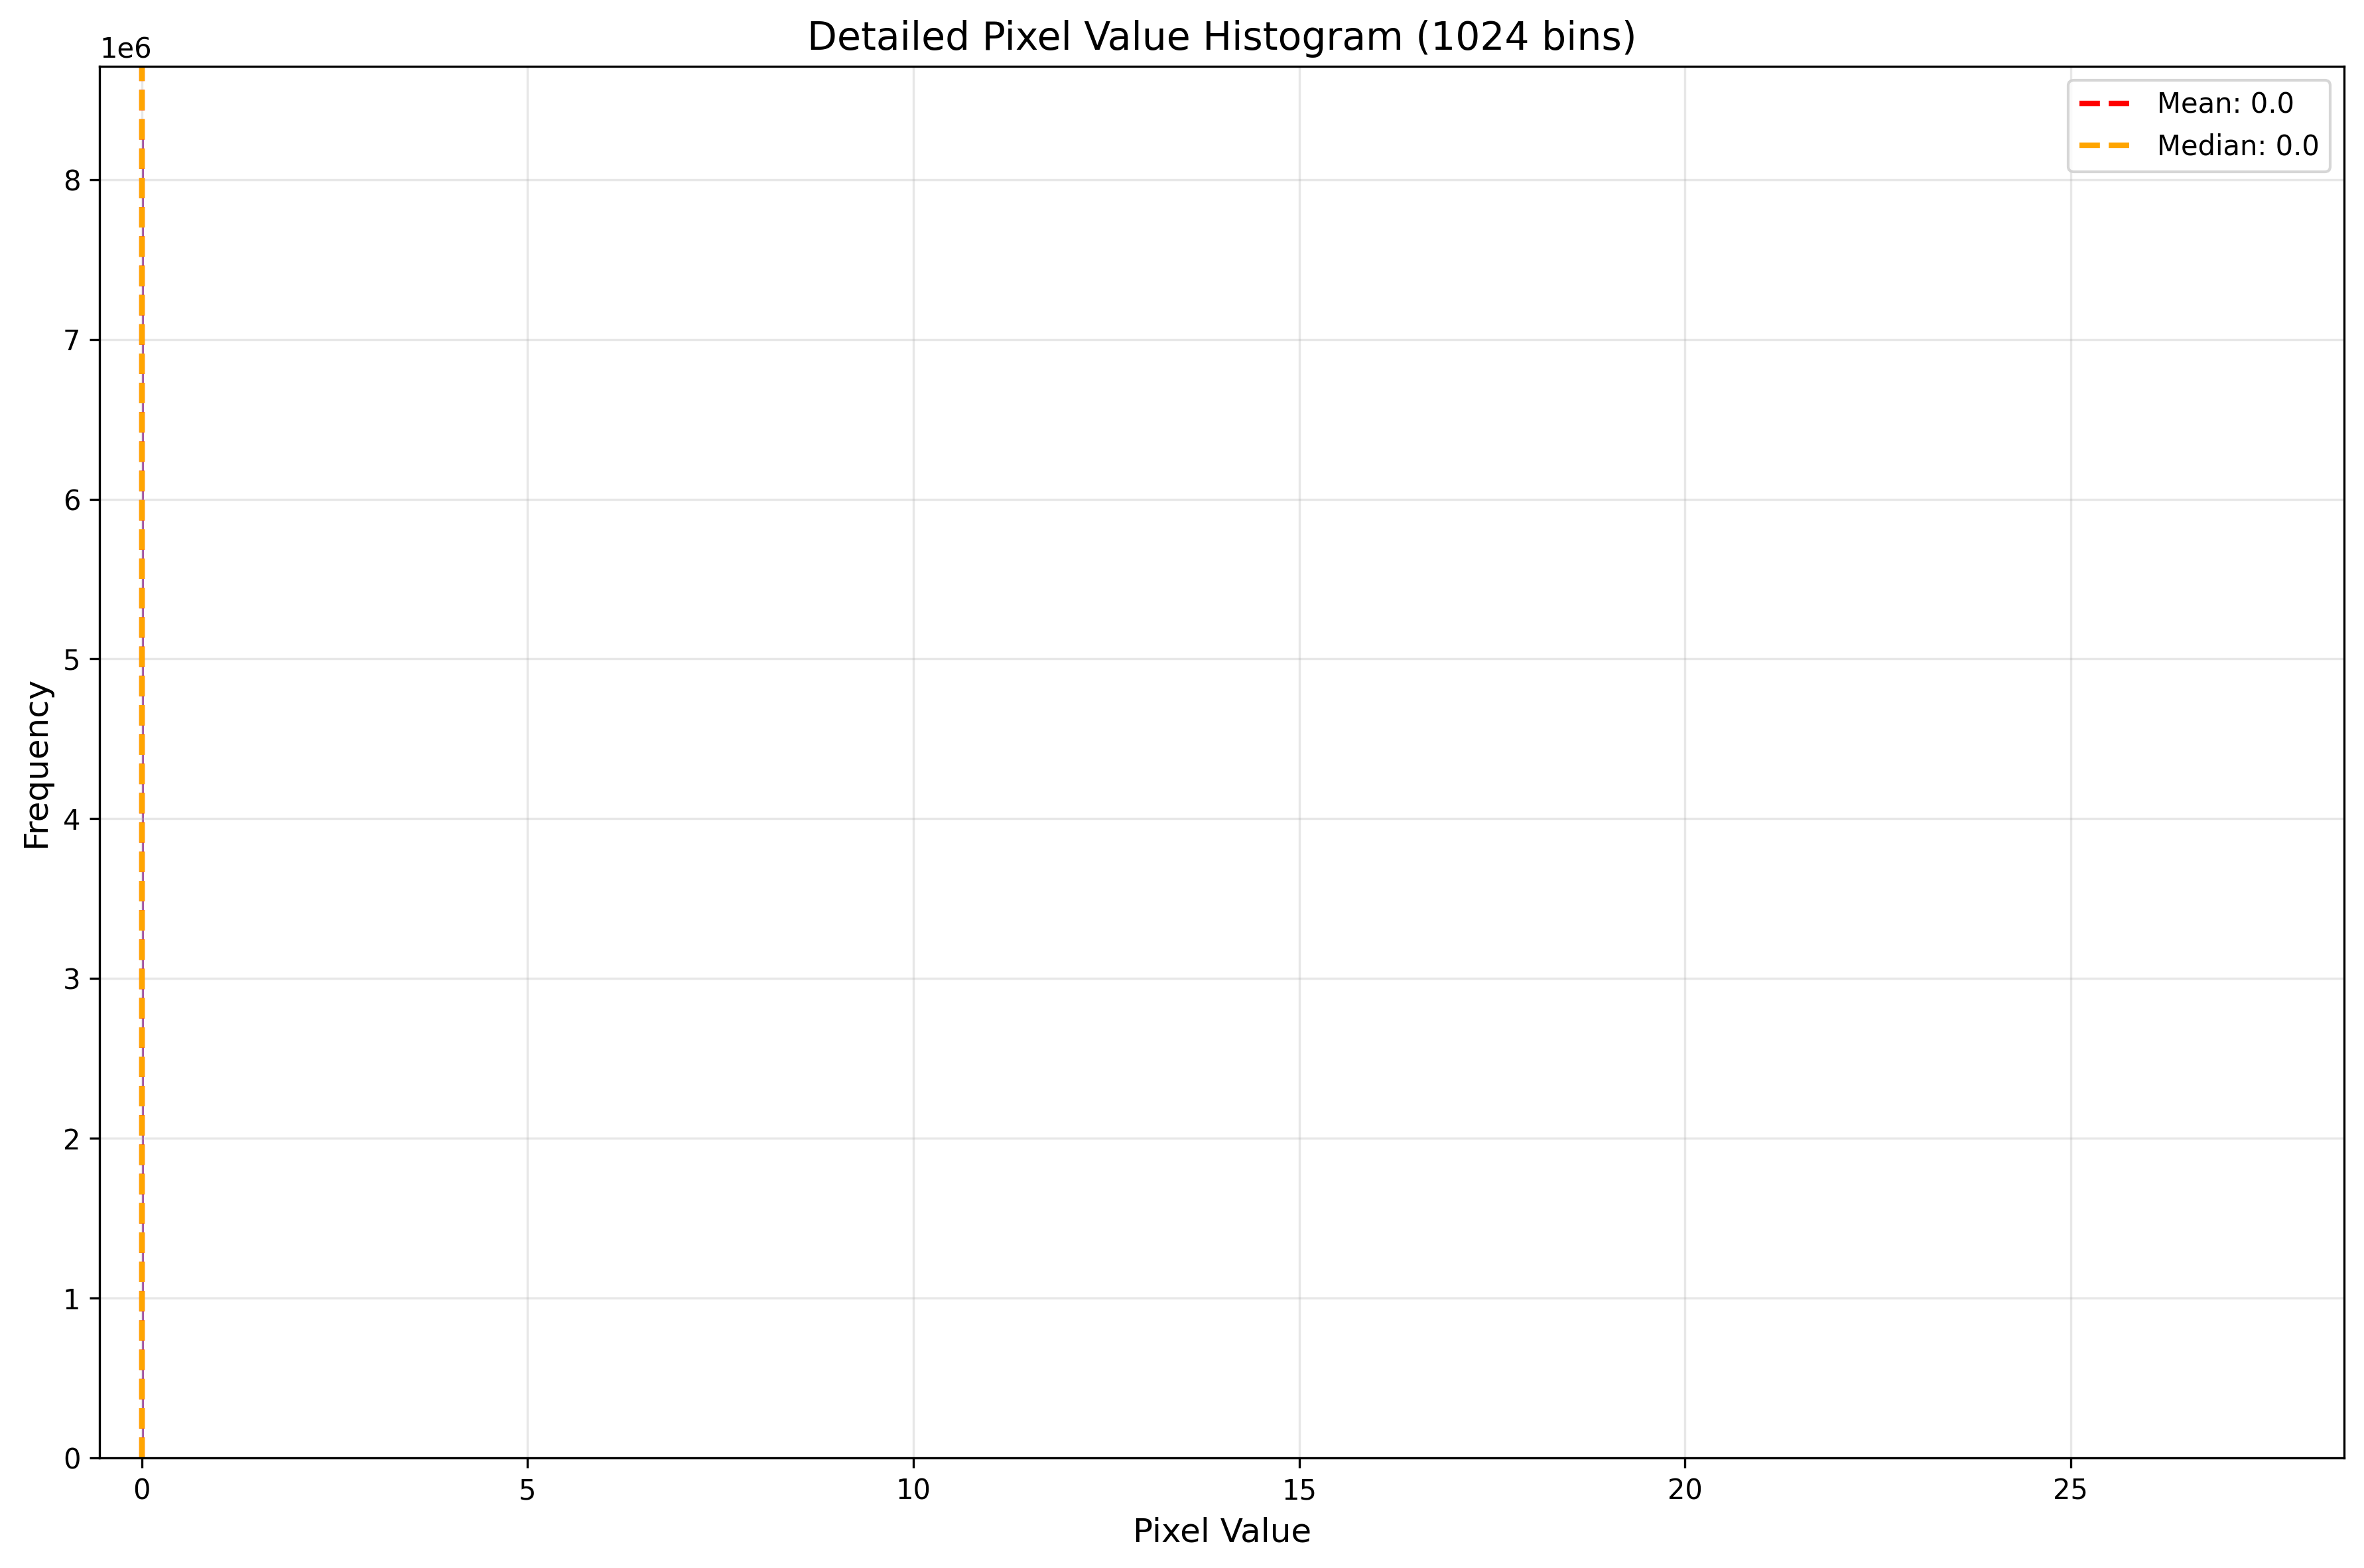 Detailed Pixel Value Histogram (1024 bins)
1e6
Mean: 0.0
Median: 0.0
8
7
6
5
4
3
2
1
0
Frequency
0 5 10 15 20 25
Pixel Value